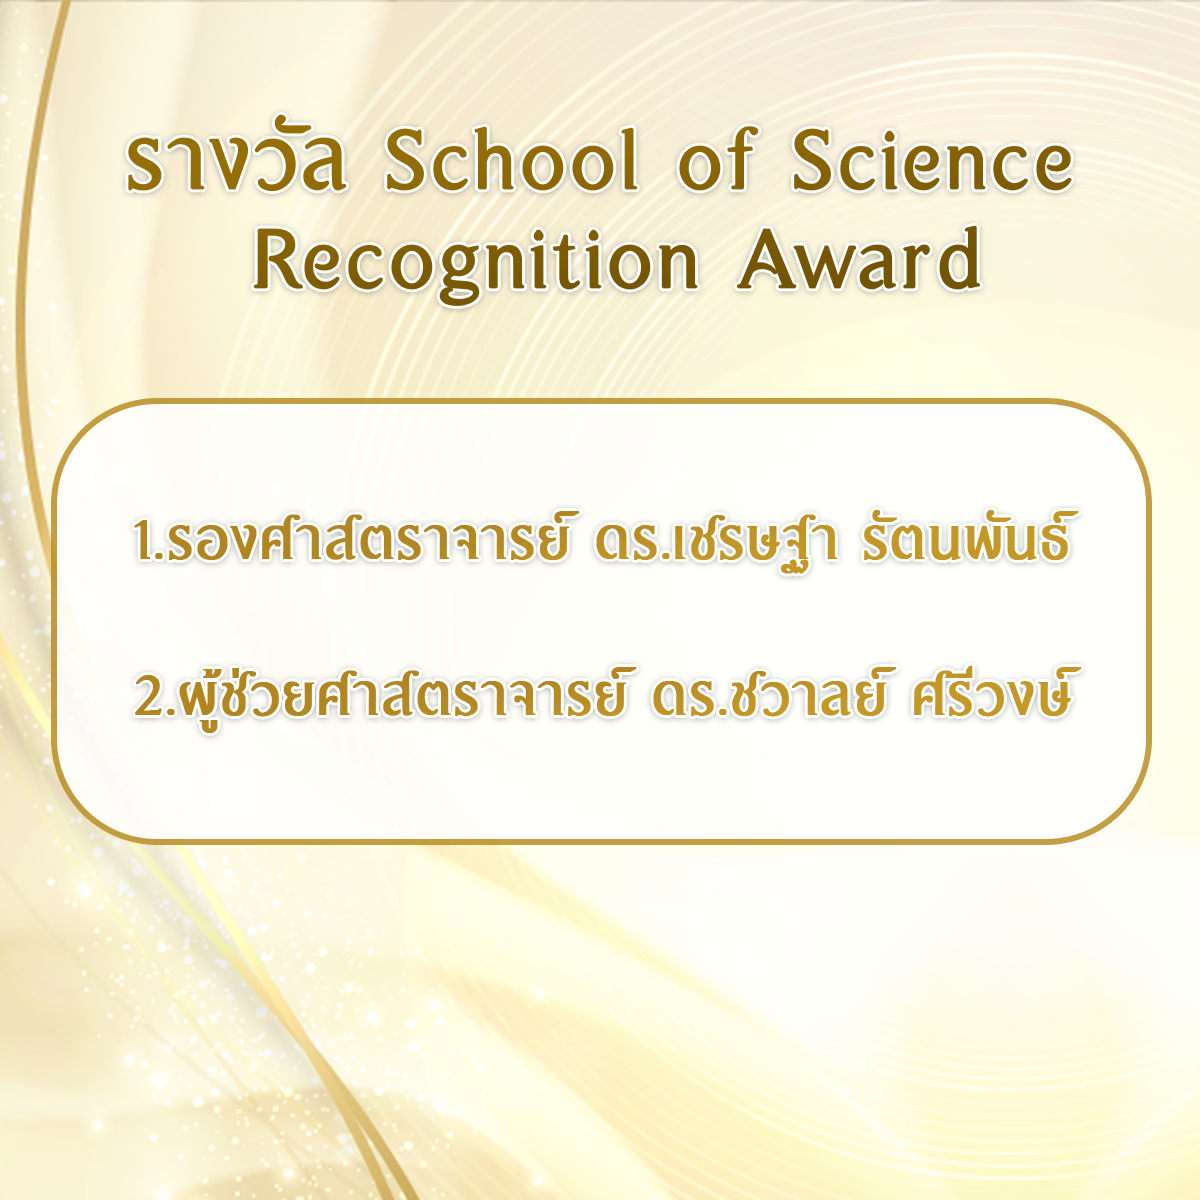 รางวัล School of Science
Recognition Award
1.รองศาสตราจารย์ ดร.เชรษฐา รัตนพันธ์
2.ผู้ช่วยศาสตราจารย์ ดร.ชวาลย์ ศรีวงษ์